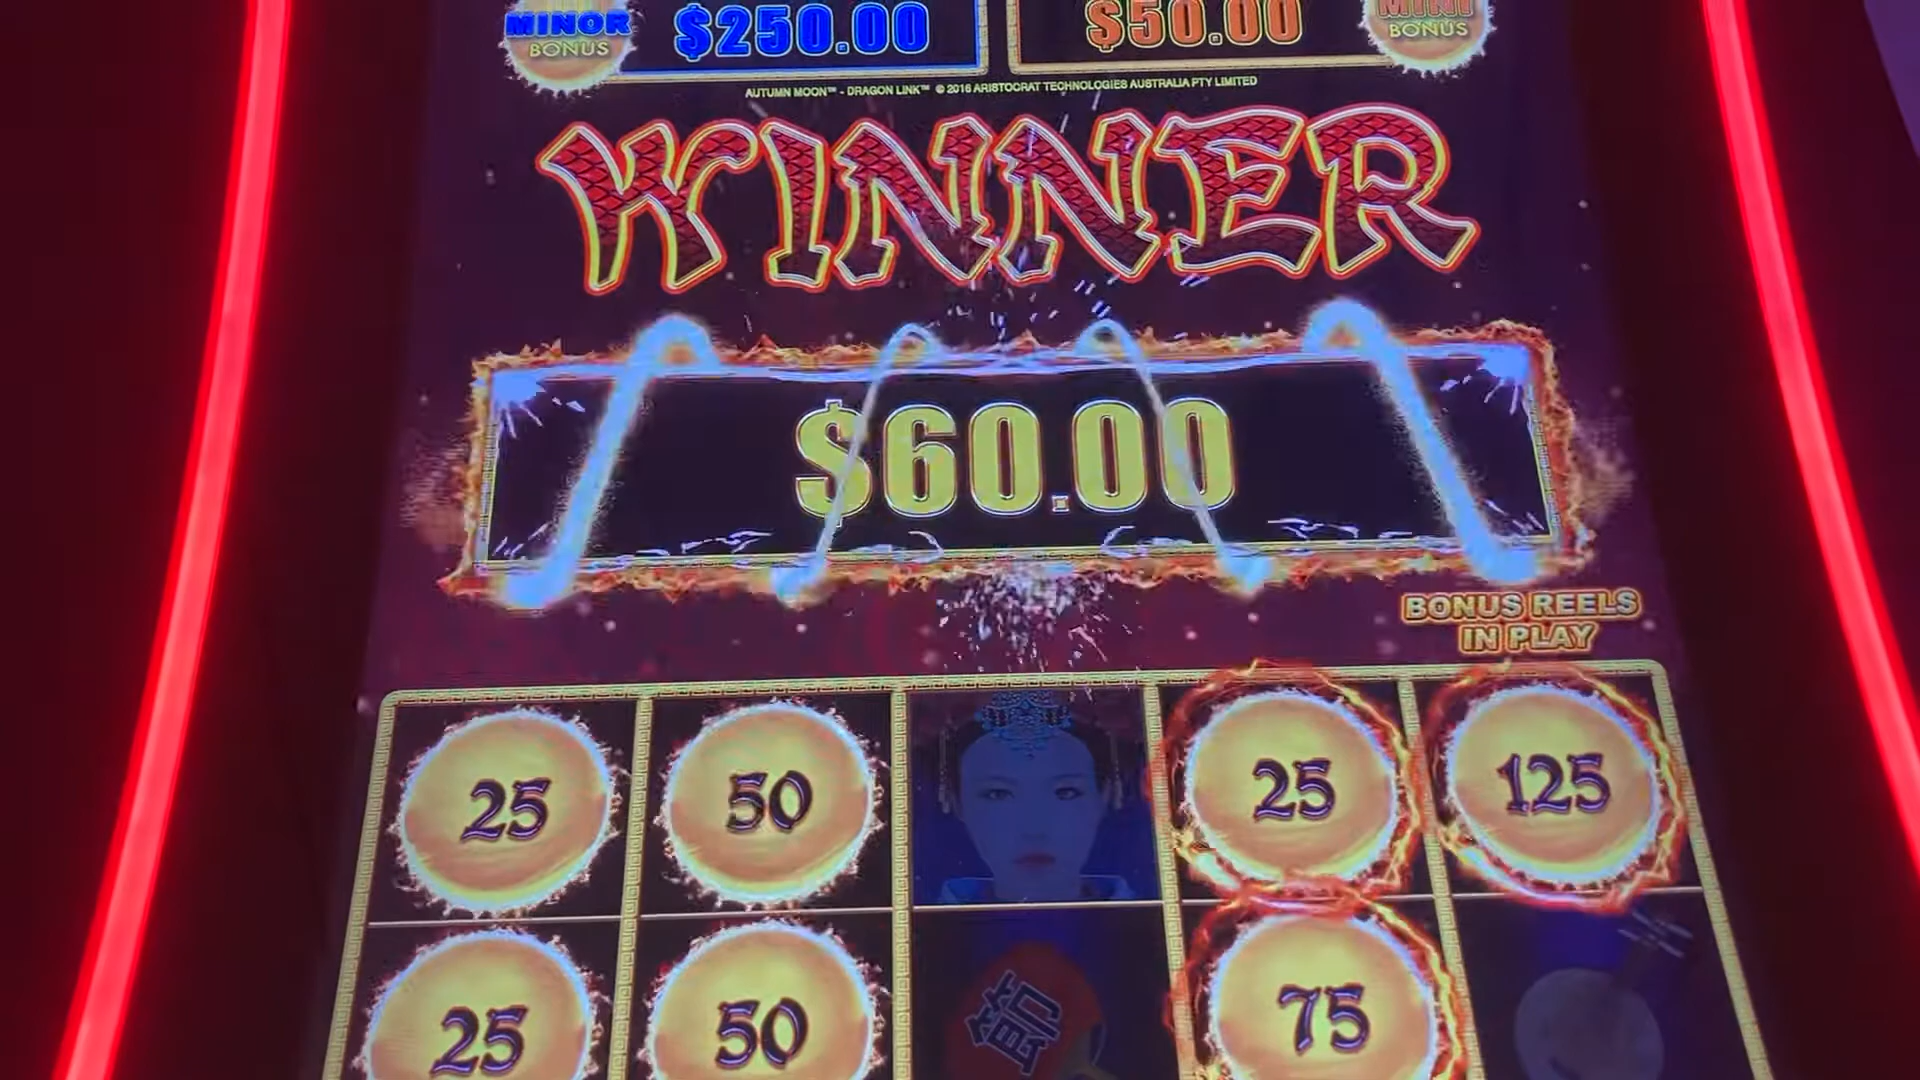 MINOR
BONUS
$250.00
$50.00
MINI
BONUS
AUTUMN MOON™ - DRAGON LINK™ © 2016 ARISTOCRAT TECHNOLOGIES AUSTRALIA PTY LIMITED
WINNER
$60.00
BONUS REELS
IN PLAY
25
50
25
125
25
50
75